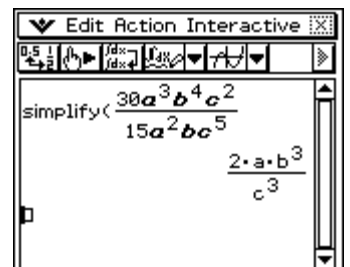 Edit Action Interactive
simplify( 30a³b⁴c² / 15a²bc⁵
2·a·b³ / c³